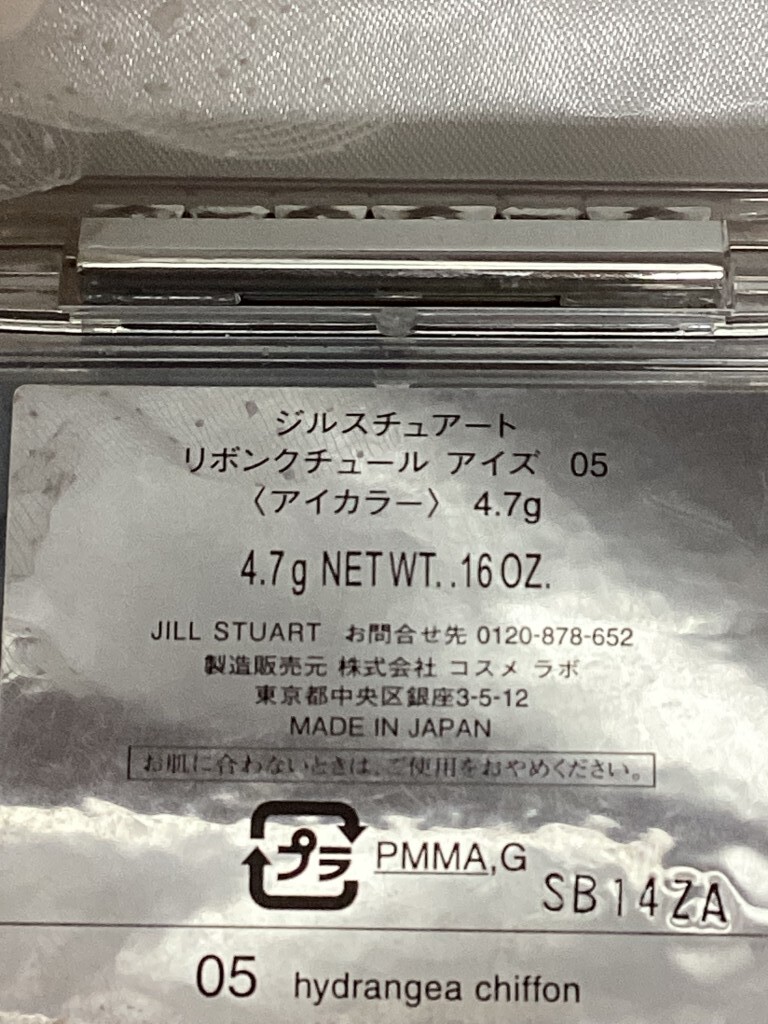 ジルスチュアート
リボンクチュール アイズ 05
〈アイカラー〉 4.7g
4.7g NET WT. .16 OZ.
JILL STUART お問合せ先 0120-878-652
製造販売元 株式会社 コスメ ラボ
東京都中央区銀座3-5-12
MADE IN JAPAN
お肌に合わないときは、ご使用をおやめください。
プラ PMMA,G
SB14ZA
05 hydrangea chiffon